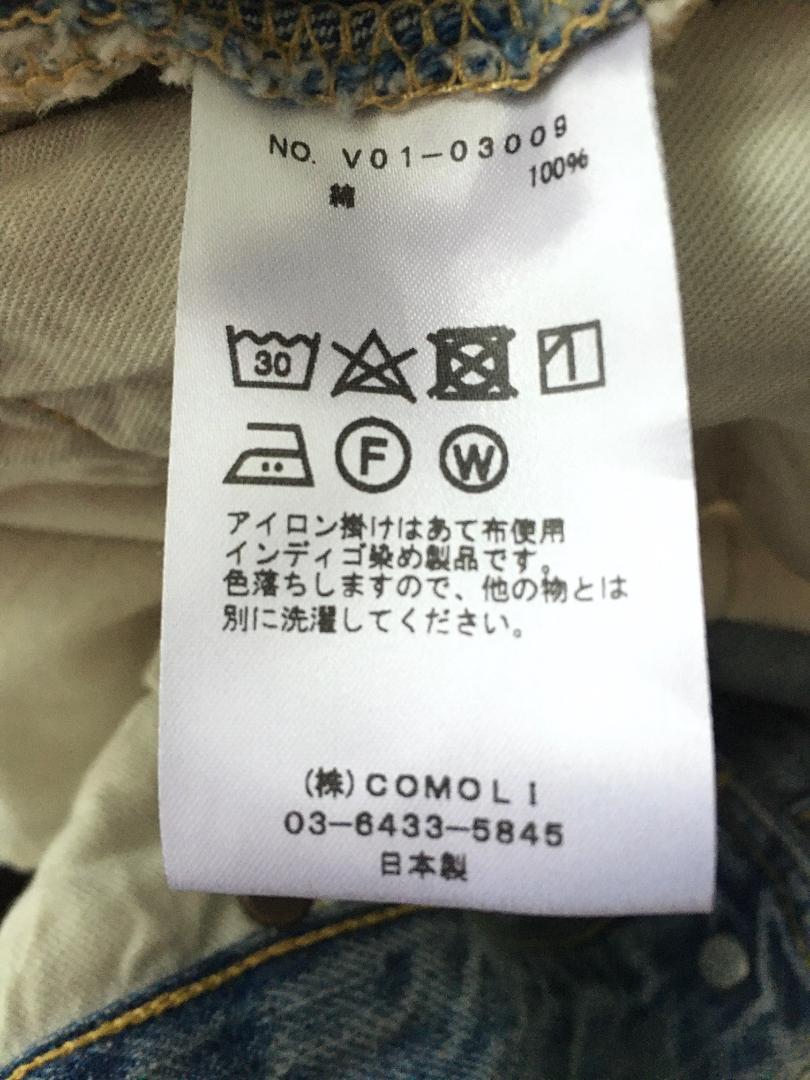 NO. V01-03009
綿 100%
30
F W
アイロン掛けはあて布使用
インディゴ染め製品です。
色落ちしますので、他の物とは
別に洗濯してください。
(株)COMOLI
03-6433-5845
日本製